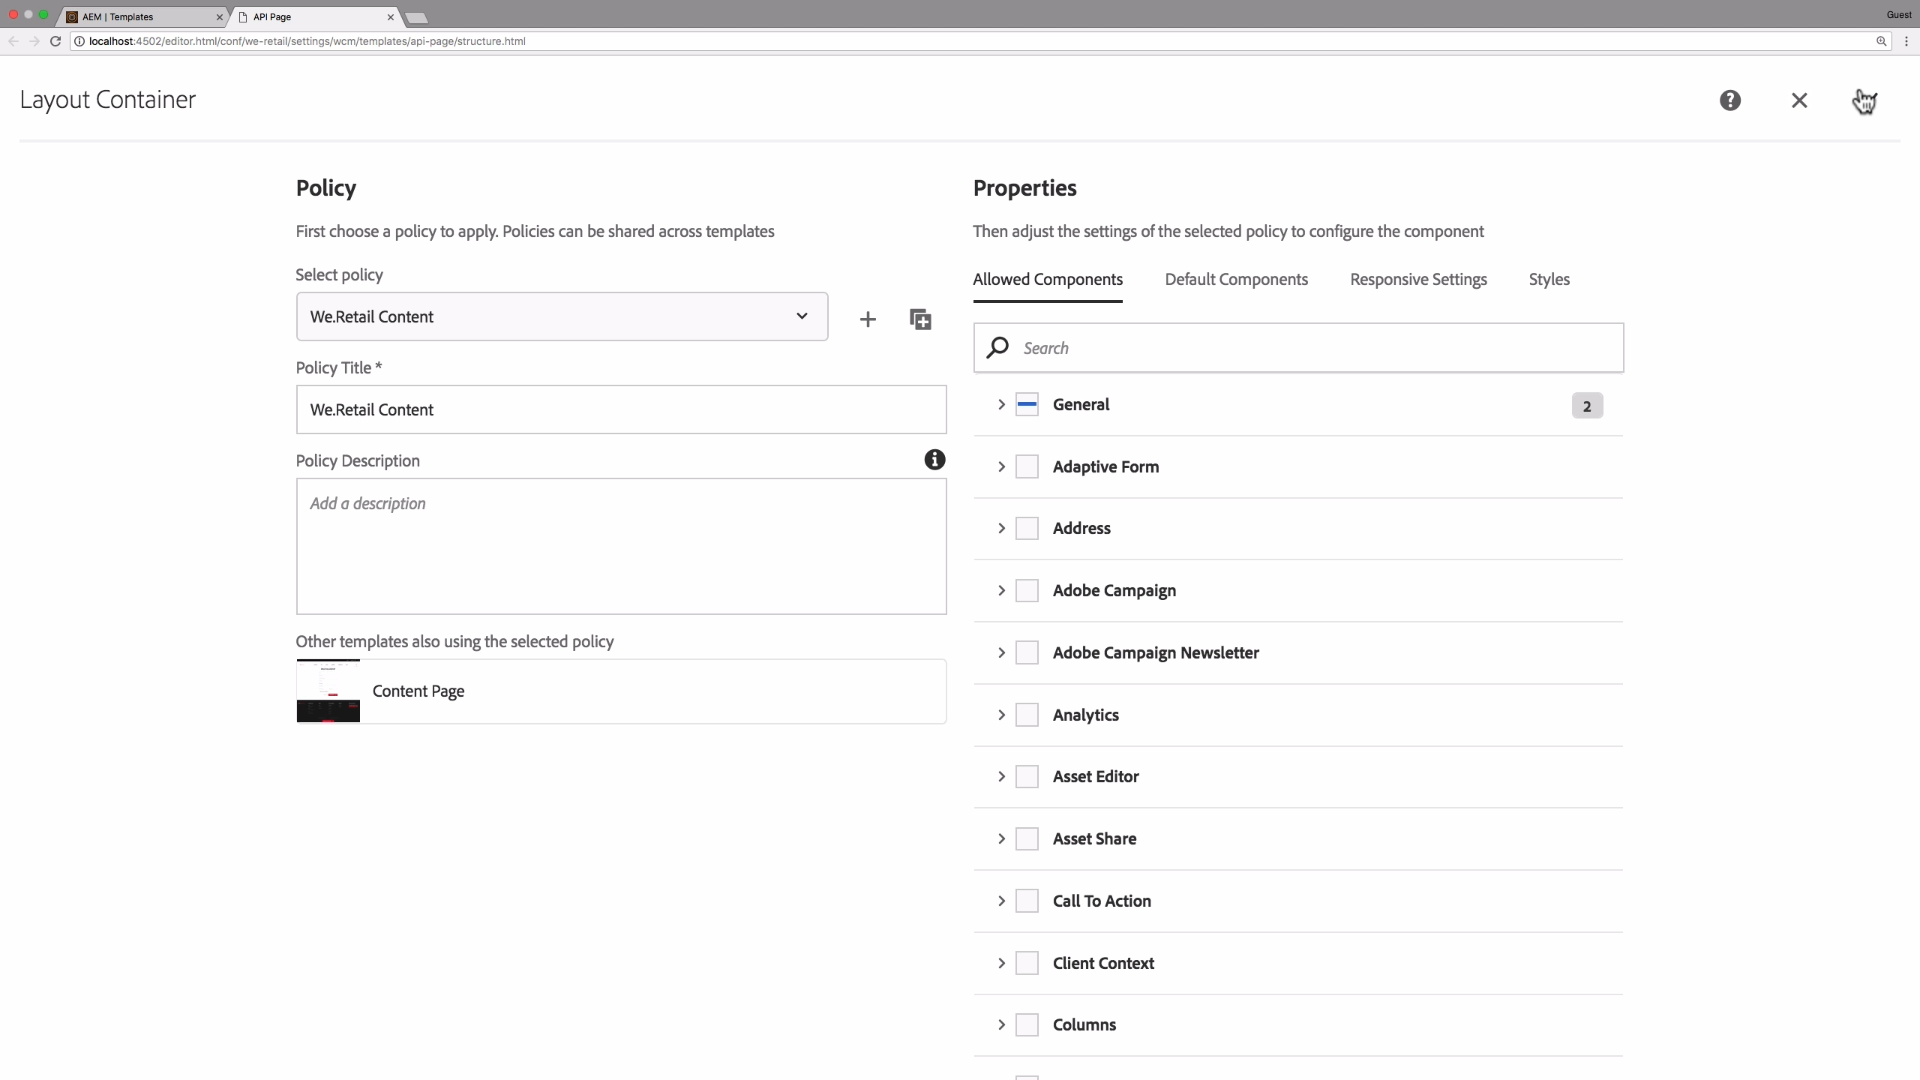 AEM | Templates
API Page
Guest
localhost:4502/editor.html/conf/we-retail/settings/wcm/templates/api-page/structure.html
Layout Container
Policy
First choose a policy to apply. Policies can be shared across templates
Select policy
We.Retail Content
Policy Title *
We.Retail Content
Policy Description
Add a description
Other templates also using the selected policy
Content Page
Properties
Then adjust the settings of the selected policy to configure the component
Allowed Components
Default Components
Responsive Settings
Styles
Search
General
2
Adaptive Form
Address
Adobe Campaign
Adobe Campaign Newsletter
Analytics
Asset Editor
Asset Share
Call To Action
Client Context
Columns